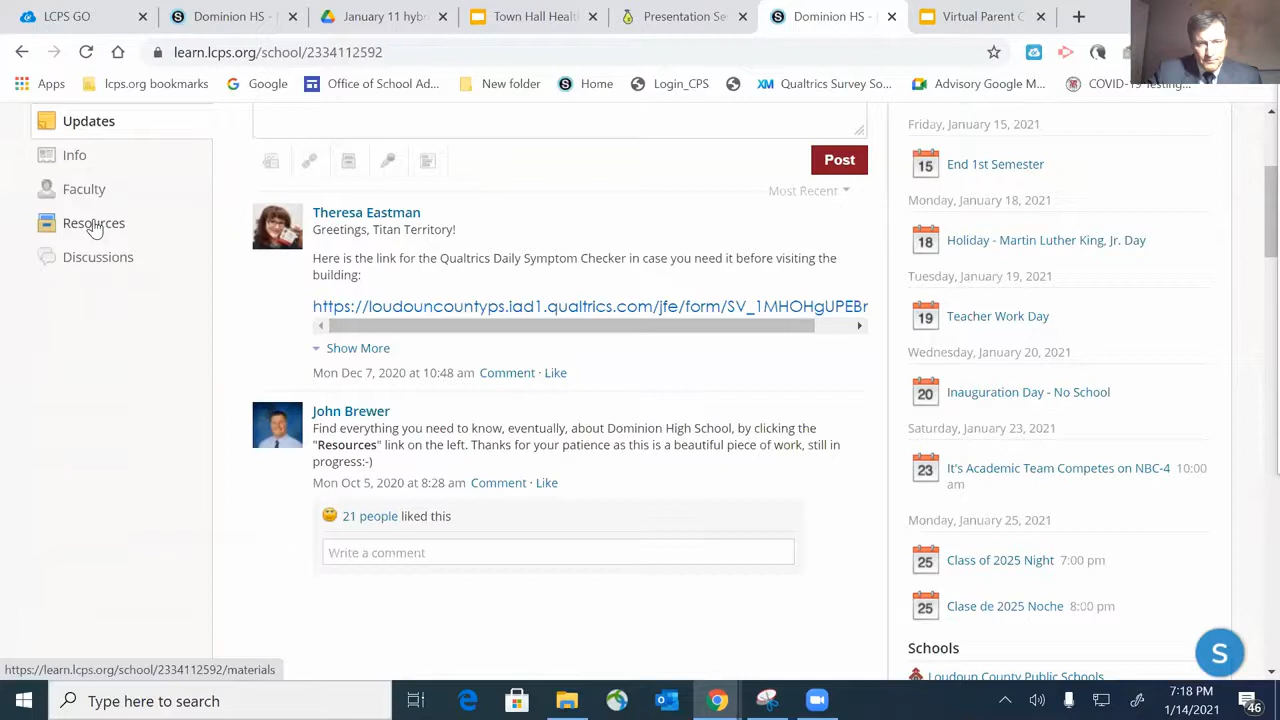 LCPS GO
Dominion HS -
January 11 hyb
Town Hall Healt
Presentation Se
Dominion HS -
Virtual Parent C
learn.lcps.org/school/2334112592
Apps
lcps.org bookmarks
Google
Office of School Ad...
New folder
Home
Login_CPS
Qualtrics Survey So...
Advisory Google M...
COVID-19 Testing...
Updates
Info
Faculty
Resources
Discussions
Post
Most Recent
Theresa Eastman
Greetings, Titan Territory!
Here is the link for the Qualtrics Daily Symptom Checker in case you need it before visiting the
building:
https://loudouncountyps.iad1.qualtrics.com/jfe/form/SV_1MHOHgUPEBr
Show More
Mon Dec 7, 2020 at 10:48 am Comment · Like
John Brewer
Find everything you need to know, eventually, about Dominion High School, by clicking the
"Resources" link on the left. Thanks for your patience as this is a beautiful piece of work, still in
progress:-)
Mon Oct 5, 2020 at 8:28 am Comment · Like
21 people liked this
Write a comment
Friday, January 15, 2021
15 End 1st Semester
Monday, January 18, 2021
18 Holiday - Martin Luther King, Jr. Day
Tuesday, January 19, 2021
19 Teacher Work Day
Wednesday, January 20, 2021
20 Inauguration Day - No School
Saturday, January 23, 2021
23 It's Academic Team Competes on NBC-4 10:00
am
Monday, January 25, 2021
25 Class of 2025 Night 7:00 pm
25 Clase de 2025 Noche 8:00 pm
Schools
Loudoun County Public Schools
S
https://learn.lcps.org/school/2334112592/materials
Type here to search
7:18 PM
1/14/2021
46